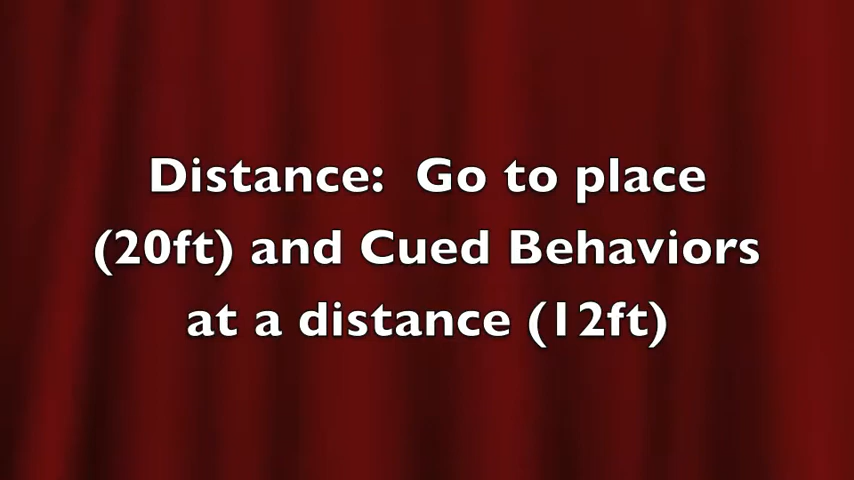 Distance:  Go to place
(20ft) and Cued Behaviors
at a distance (12ft)